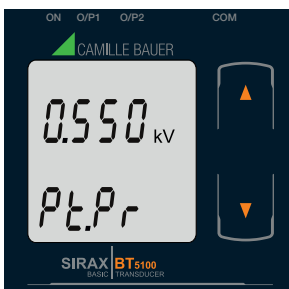 ON O/P1 O/P2 COM
CAMILLE BAUER
0.550 kV
Pt.Pr
SIRAX BT5100
BASIC TRANSDUCER